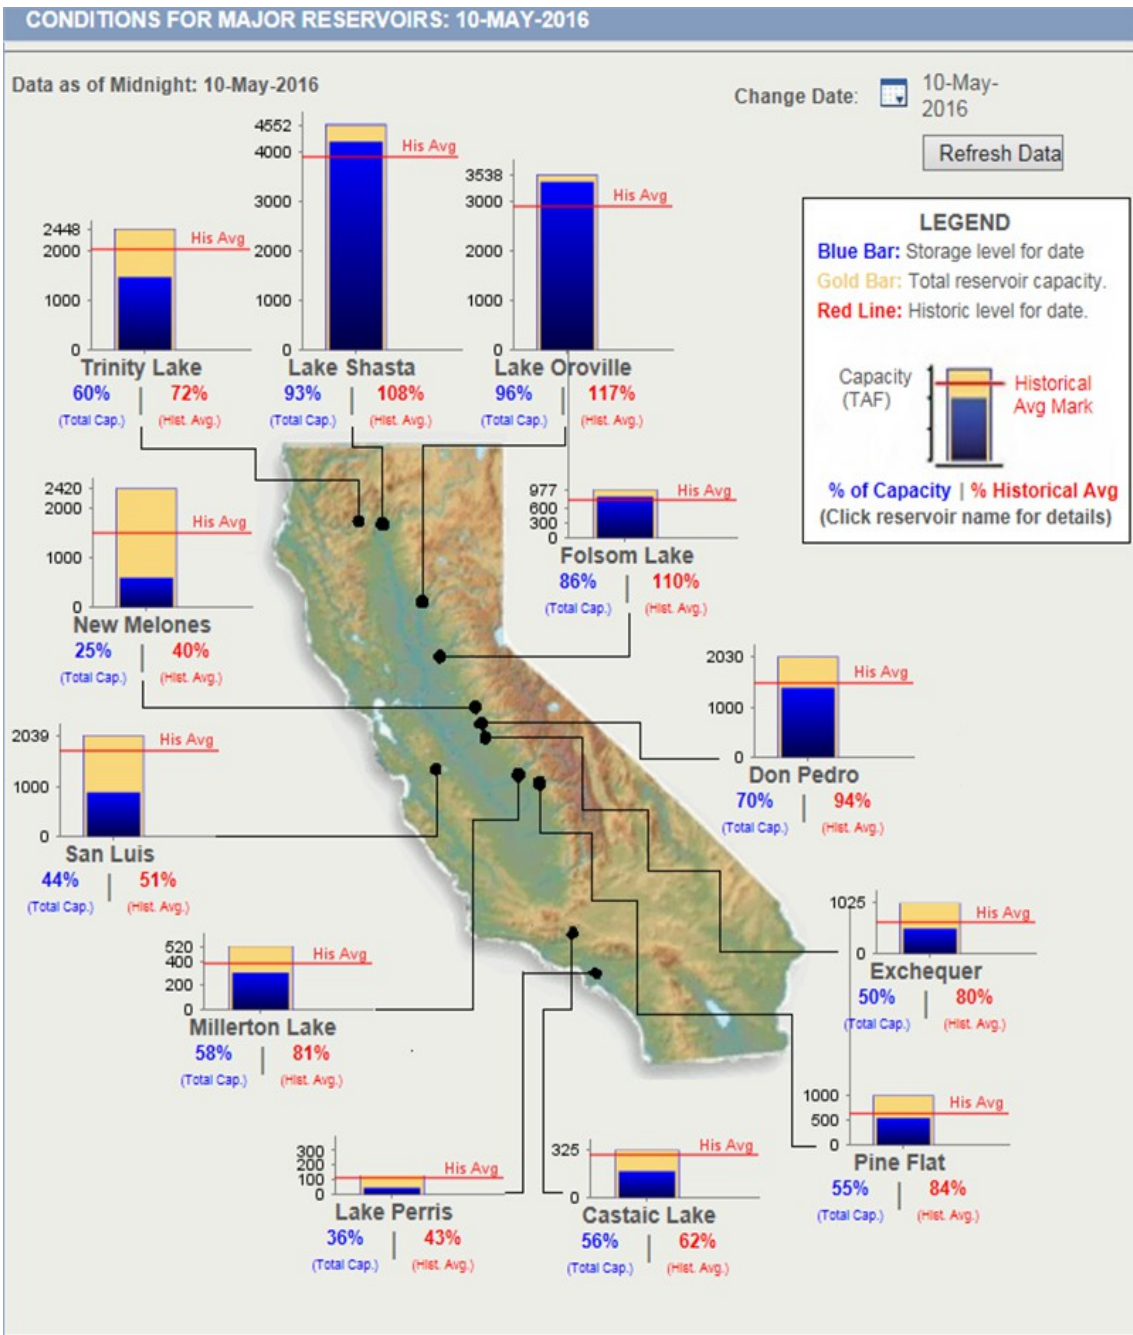 CONDITIONS FOR MAJOR RESERVOIRS: 10-MAY-2016
Data as of Midnight: 10-May-2016
Change Date:
10-May-
2016
Refresh Data
LEGEND
Blue Bar: Storage level for date
Gold Bar: Total reservoir capacity.
Red Line: Historic level for date.
Capacity
(TAF)
Historical
Avg Mark
% of Capacity | % Historical Avg
(Click reservoir name for details)
2448
2000
1000
0
His Avg
Trinity Lake
60% | 72%
(Total Cap.) (Hist. Avg.)
4552
4000
3000
2000
1000
0
His Avg
Lake Shasta
93% | 108%
(Total Cap.) (Hist. Avg.)
3538
3000
2000
1000
0
His Avg
Lake Oroville
96% | 117%
(Total Cap.) (Hist. Avg.)
2420
2000
1000
0
His Avg
New Melones
25% | 40%
(Total Cap.) (Hist. Avg.)
977
600
300
0
His Avg
Folsom Lake
86% | 110%
(Total Cap.) (Hist. Avg.)
2030
1000
0
His Avg
Don Pedro
70% | 94%
(Total Cap.) (Hist. Avg.)
2039
1000
0
His Avg
San Luis
44% | 51%
(Total Cap.) (Hist. Avg.)
1025
0
His Avg
Exchequer
50% | 80%
(Total Cap.) (Hist. Avg.)
520
400
200
0
His Avg
Millerton Lake
58% | 81%
(Total Cap.) (Hist. Avg.)
1000
500
0
His Avg
Pine Flat
55% | 84%
(Total Cap.) (Hist. Avg.)
300
200
100
0
His Avg
Lake Perris
36% | 43%
(Total Cap.) (Hist. Avg.)
325
0
His Avg
Castaic Lake
56% | 62%
(Total Cap.) (Hist. Avg.)